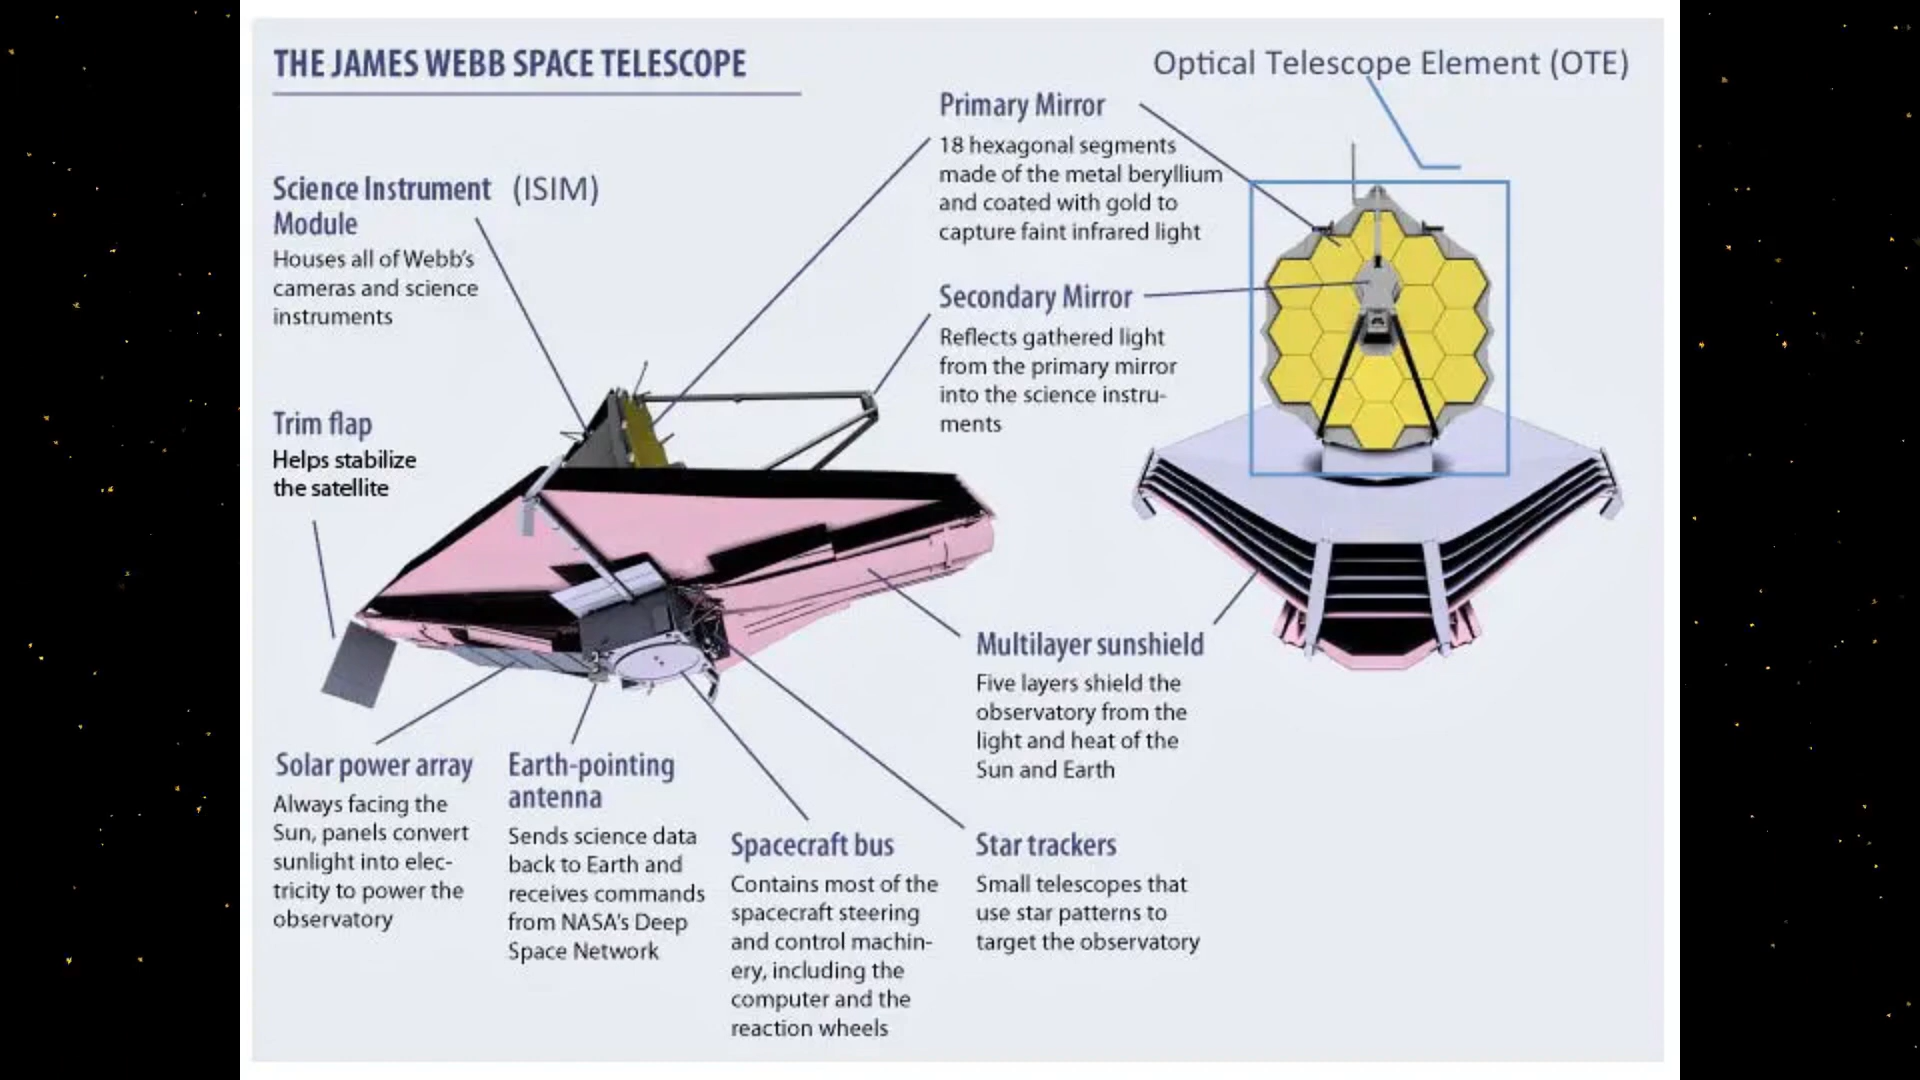 THE JAMES WEBB SPACE TELESCOPE
Optical Telescope Element (OTE)
Science Instrument (ISIM)
Module
Houses all of Webb's
cameras and science
instruments
Primary Mirror
18 hexagonal segments
made of the metal beryllium
and coated with gold to
capture faint infrared light
Secondary Mirror
Reflects gathered light
from the primary mirror
into the science instru-
ments
Trim flap
Helps stabilize
the satellite
Multilayer sunshield
Five layers shield the
observatory from the
light and heat of the
Sun and Earth
Solar power array
Always facing the
Sun, panels convert
sunlight into elec-
tricity to power the
observatory
Earth-pointing
antenna
Sends science data
back to Earth and
receives commands
from NASA's Deep
Space Network
Spacecraft bus
Contains most of the
spacecraft steering
and control machin-
ery, including the
computer and the
reaction wheels
Star trackers
Small telescopes that
use star patterns to
target the observatory